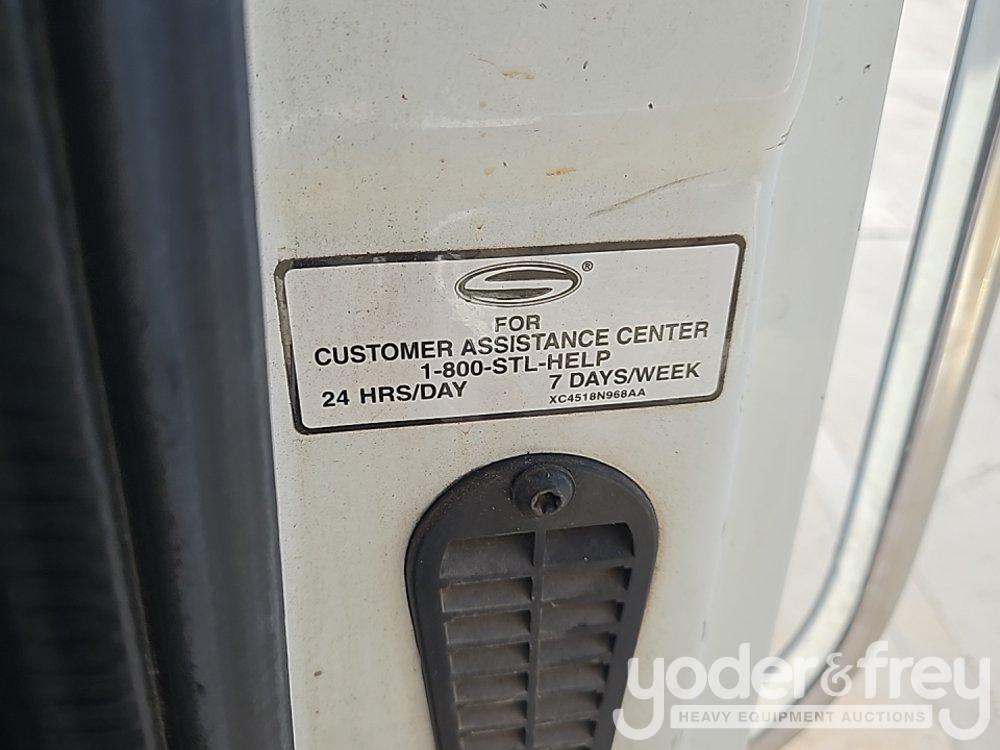 ®
FOR
CUSTOMER ASSISTANCE CENTER
1-800-STL-HELP
24 HRS/DAY 7 DAYS/WEEK
XC4518N968AA
yoder&frey
HEAVY EQUIPMENT AUCTIONS